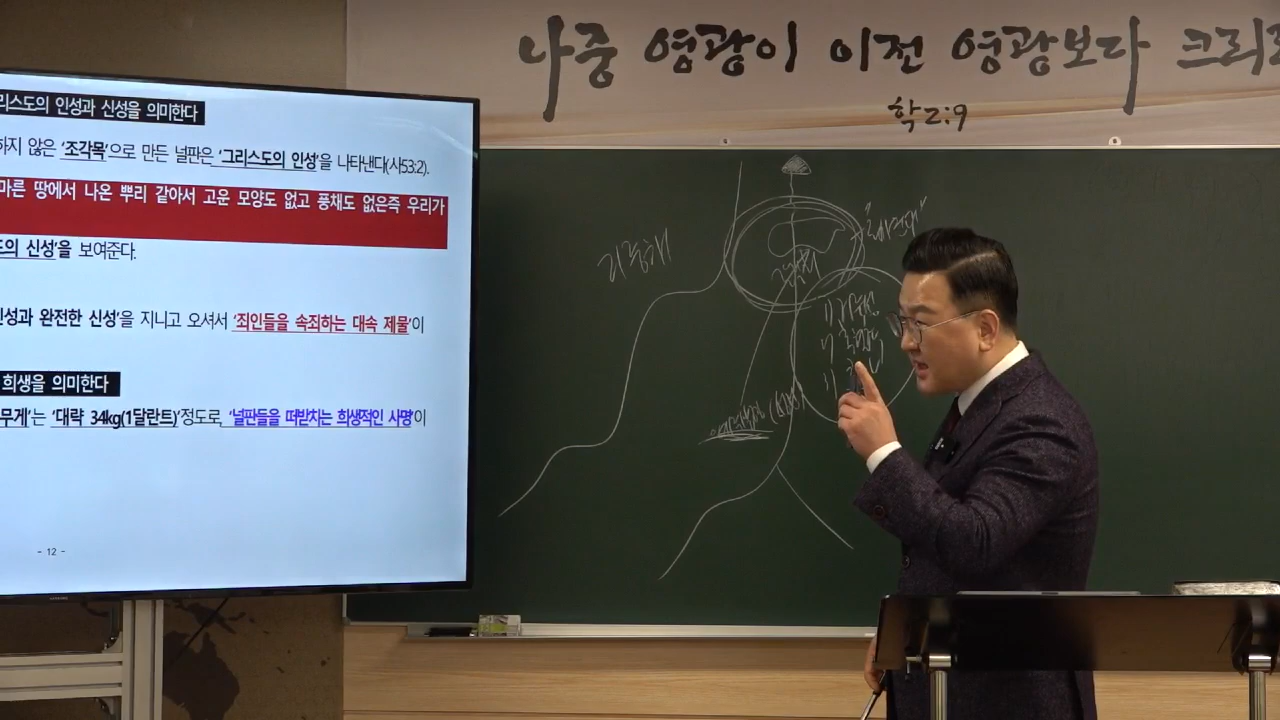 나중 영광이 이전 영광보다 크리라
학 2:9
리스도의 인성과 신성을 의미한다
하지 않은 '조각목'으로 만든 널판은 '그리스도의 인성'을 나타낸다(사53:2).
마른 땅에서 나온 뿌리 같아서 고운 모양도 없고 풍채도 없은즉 우리가
의 신성'을 보여준다.
인성과 완전한 신성'을 지니고 오셔서 '죄인들을 속죄하는 대속 제물'이
희생을 의미한다
무게'는 '대략 34kg(1달란트)'정도로, '널판들을 떠받차는 희생적인 사명'이
- 12 -
지중해